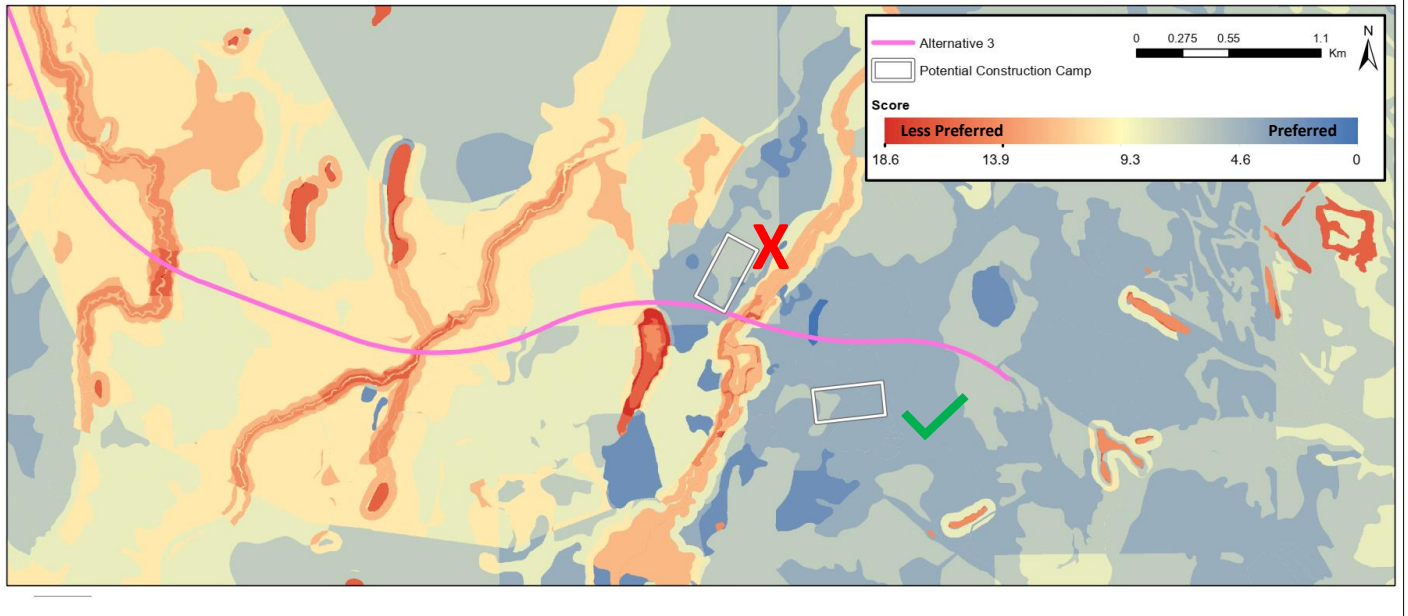 Alternative 3
Potential Construction Camp
0 0.275 0.55 1.1
Km
N
Score
Less Preferred Preferred
18.6 13.9 9.3 4.6 0
X